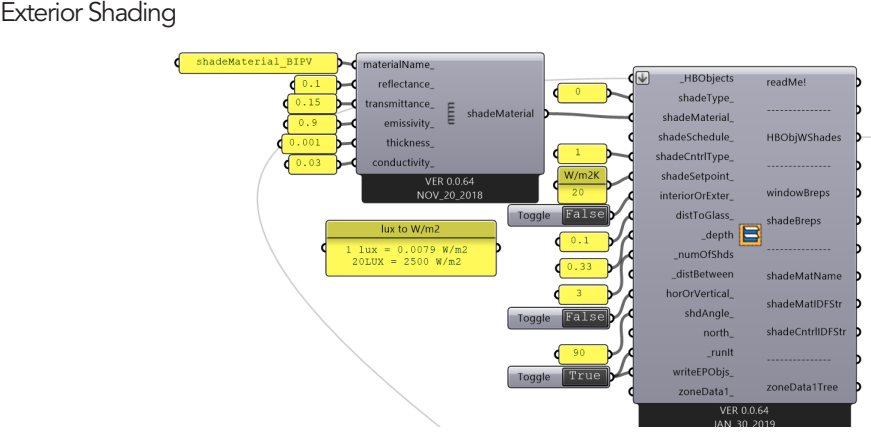 Exterior Shading
shadeMaterial_BIPV
0.1
0.15
0.9
0.001
0.03
materialName_
reflectance_
transmittance_
emissivity_
thickness_
conductivity_
shadeMaterial
VER 0.0.64
NOV_20_2018
lux to W/m2
1 lux = 0.0079 W/m2
20LUX = 2500 W/m2
0
1
W/m2K
20
Toggle False
0.1
0.33
3
Toggle False
90
Toggle True
_HBObjects
shadeType_
shadeMaterial_
shadeSchedule_
shadeCntrlType_
shadeSetpoint_
interiorOrExter_
distToGlass_
_depth
_numOfShds
_distBetween
horOrVertical_
shdAngle_
north_
_runIt
writeEPObjs_
zoneData1_
readMe!
---------------
HBObjWShades
---------------
windowBreps
shadeBreps
---------------
shadeMatName
shadeMatIDFStr
shadeCntrlIDFStr
---------------
zoneData1Tree
VER 0.0.64
JAN_30_2019